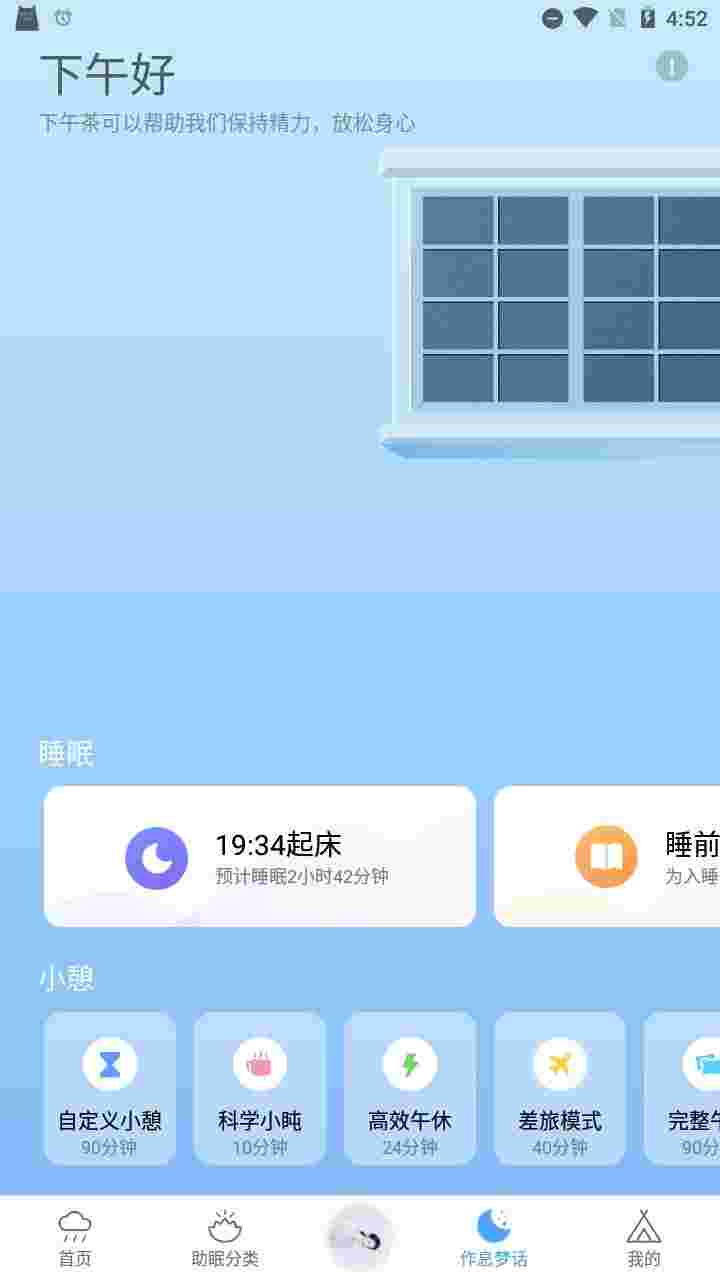 4:52
下午好
下午茶可以帮助我们保持精力，放松身心
睡眠
19:34起床
预计睡眠2小时42分钟
睡前
为入睡
小憩
自定义小憩
90分钟
科学小盹
10分钟
高效午休
24分钟
差旅模式
40分钟
完整午
90分
首页
助眠分类
作息梦话
我的